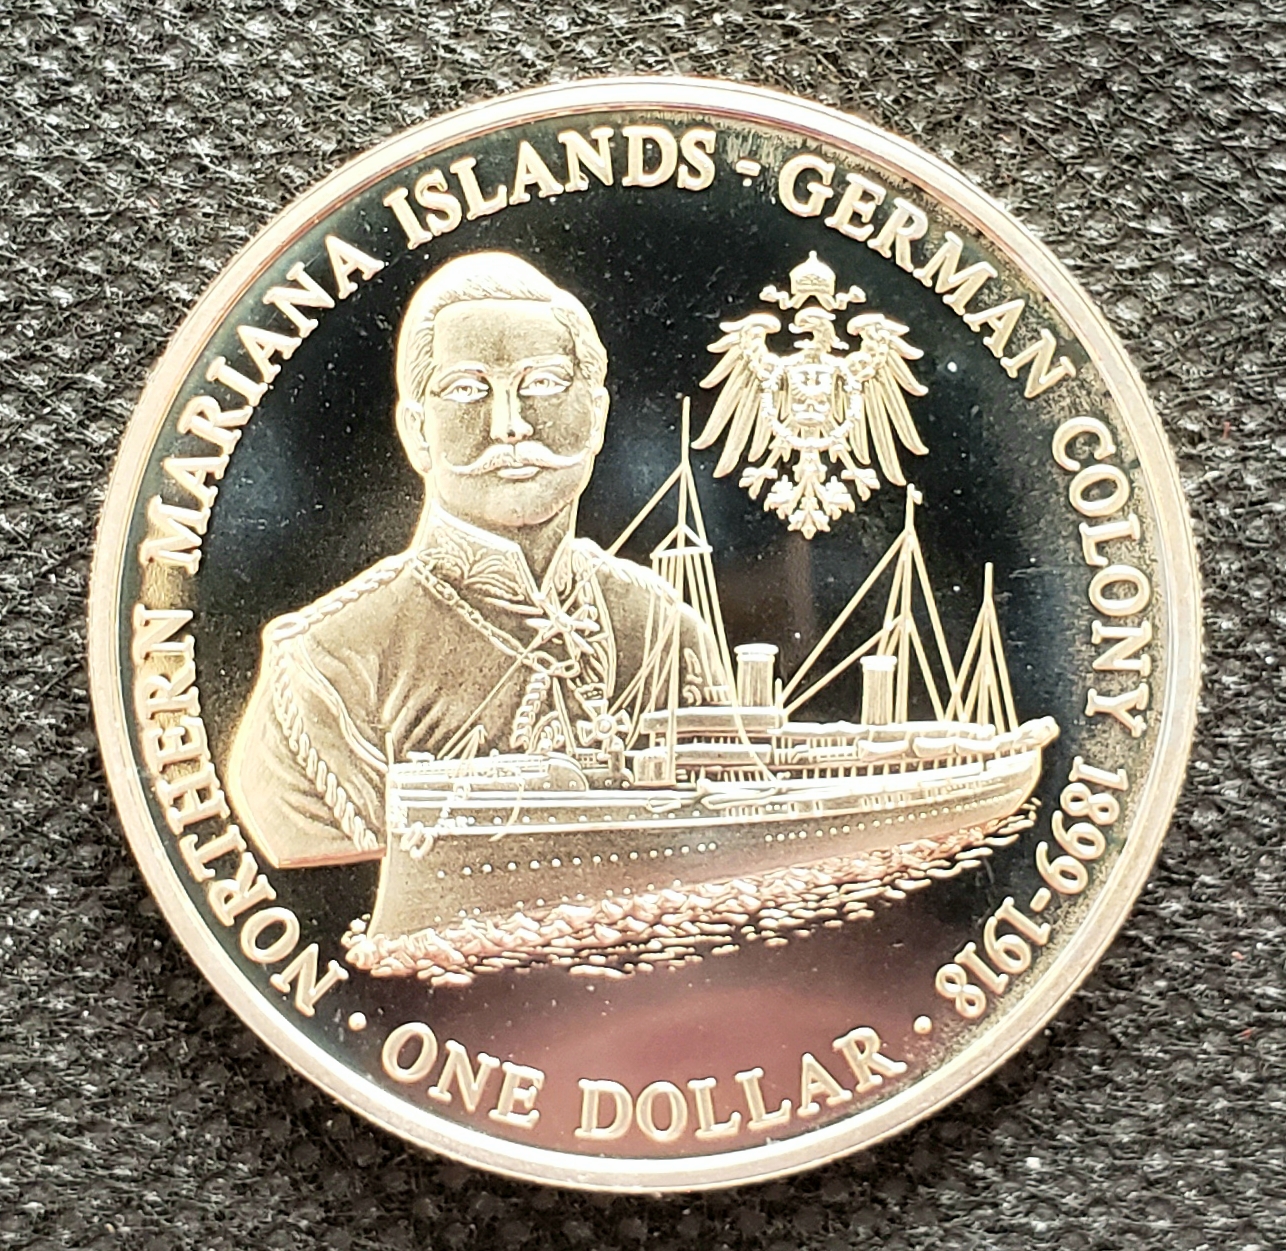 NORTHERN MARIANA ISLANDS - GERMAN COLONY 1899-1918
· ONE DOLLAR ·